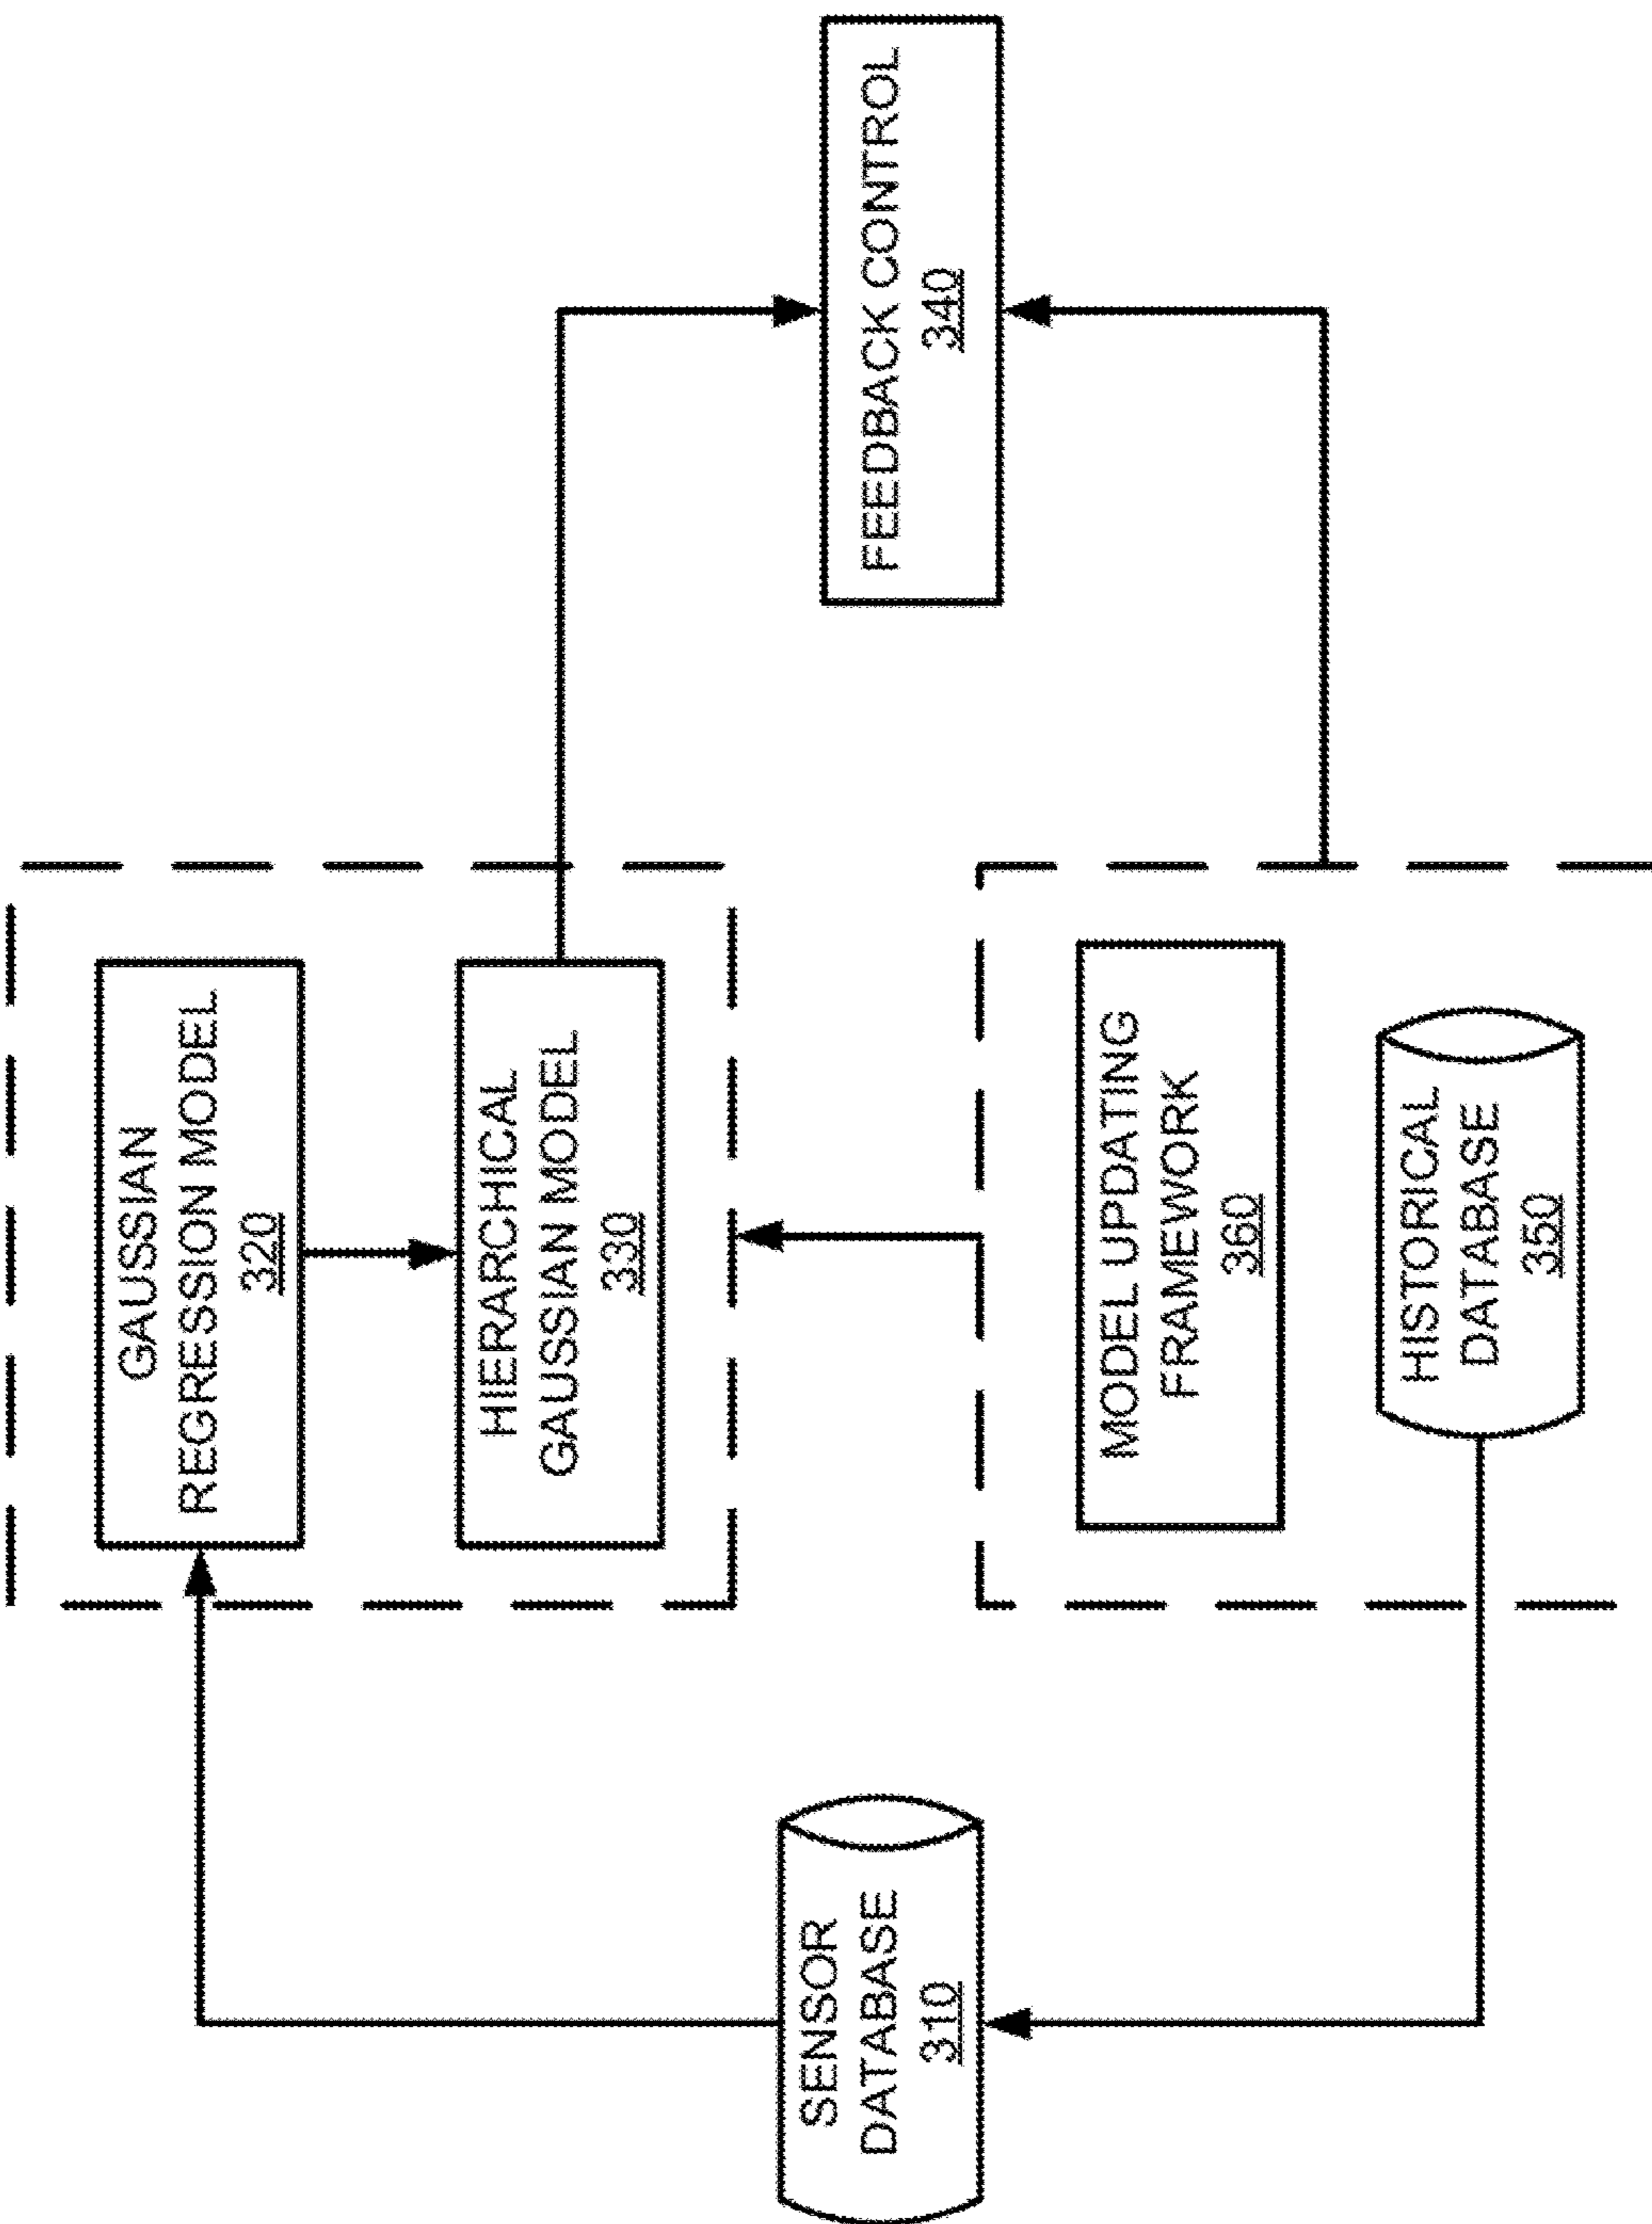 SENSOR
DATABASE
310
GAUSSIAN
REGRESSION MODEL
320
HIERARCHICAL
GAUSSIAN MODEL
330
MODEL UPDATING
FRAMEWORK
360
HISTORICAL
DATABASE
350
FEEDBACK CONTROL
340